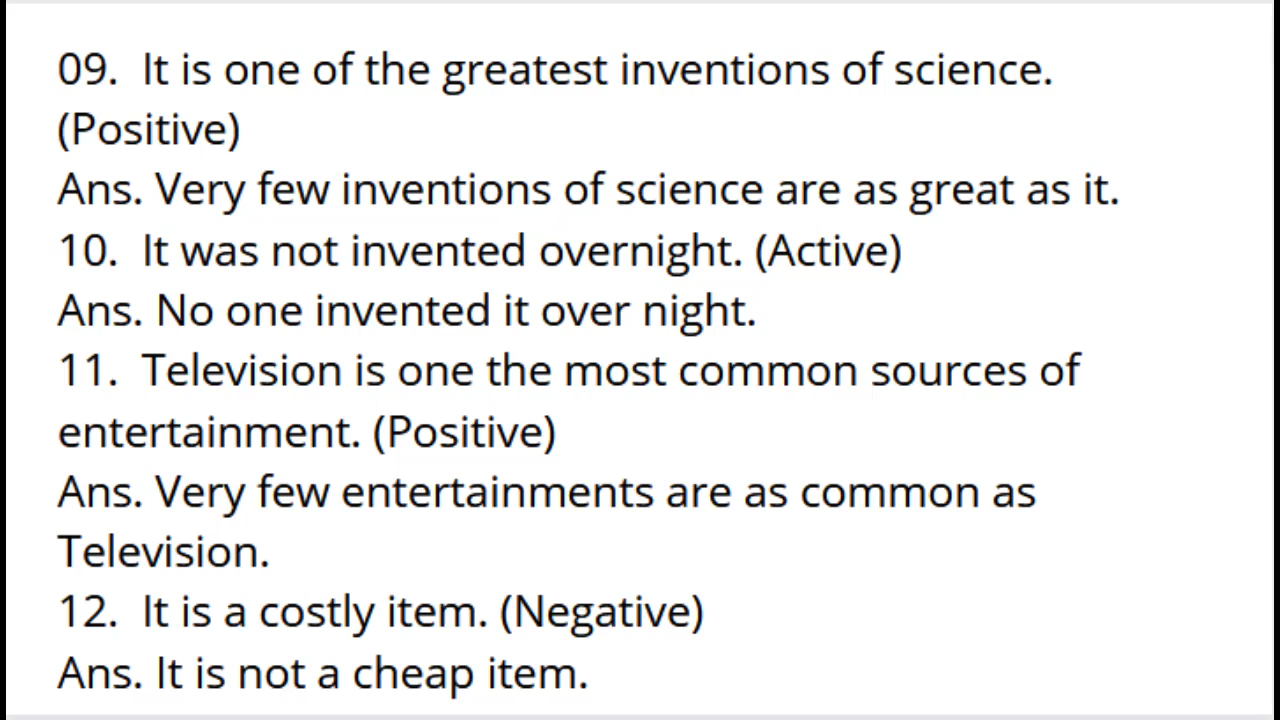 09.  It is one of the greatest inventions of science.
(Positive)
Ans. Very few inventions of science are as great as it.
10.  It was not invented overnight. (Active)
Ans. No one invented it over night.
11.  Television is one the most common sources of
entertainment. (Positive)
Ans. Very few entertainments are as common as
Television.
12.  It is a costly item. (Negative)
Ans. It is not a cheap item.